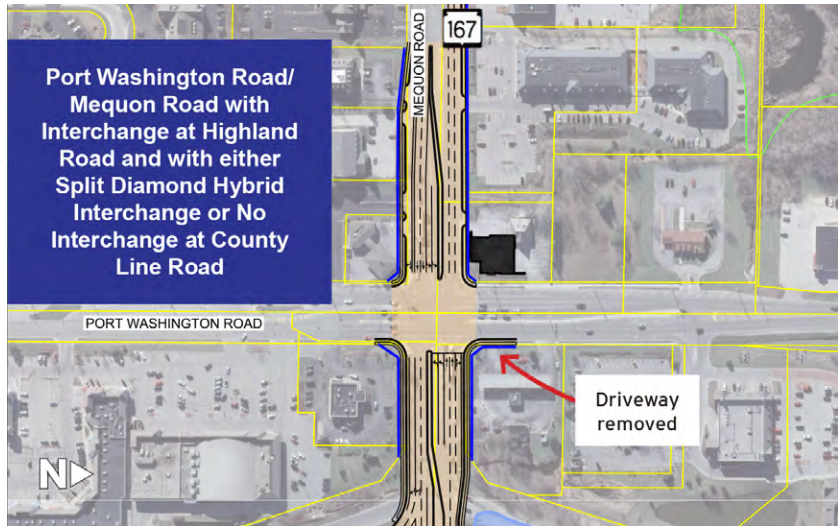 167
MEQUON ROAD
Port Washington Road/
Mequon Road with
Interchange at Highland
Road and with either
Split Diamond Hybrid
Interchange or No
Interchange at County
Line Road
PORT WASHINGTON ROAD
Driveway
removed
N